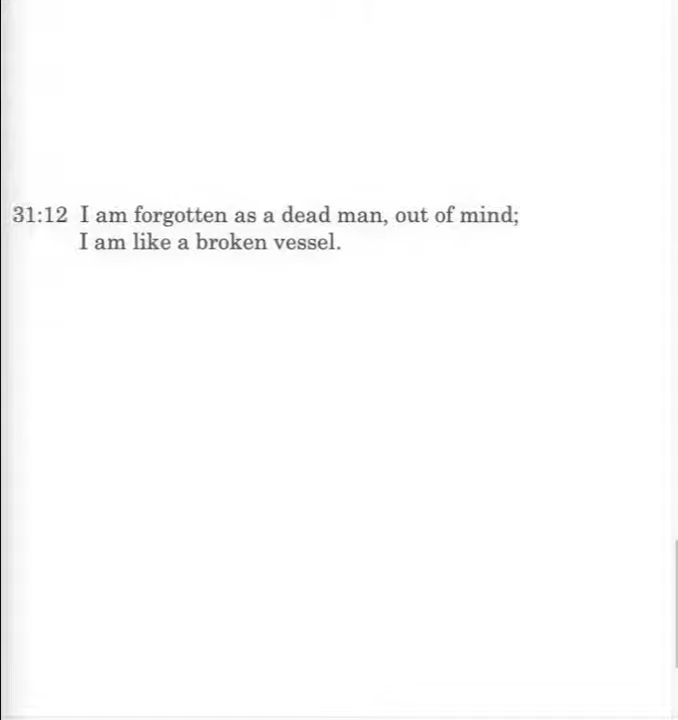 31:12 I am forgotten as a dead man, out of mind;
I am like a broken vessel.